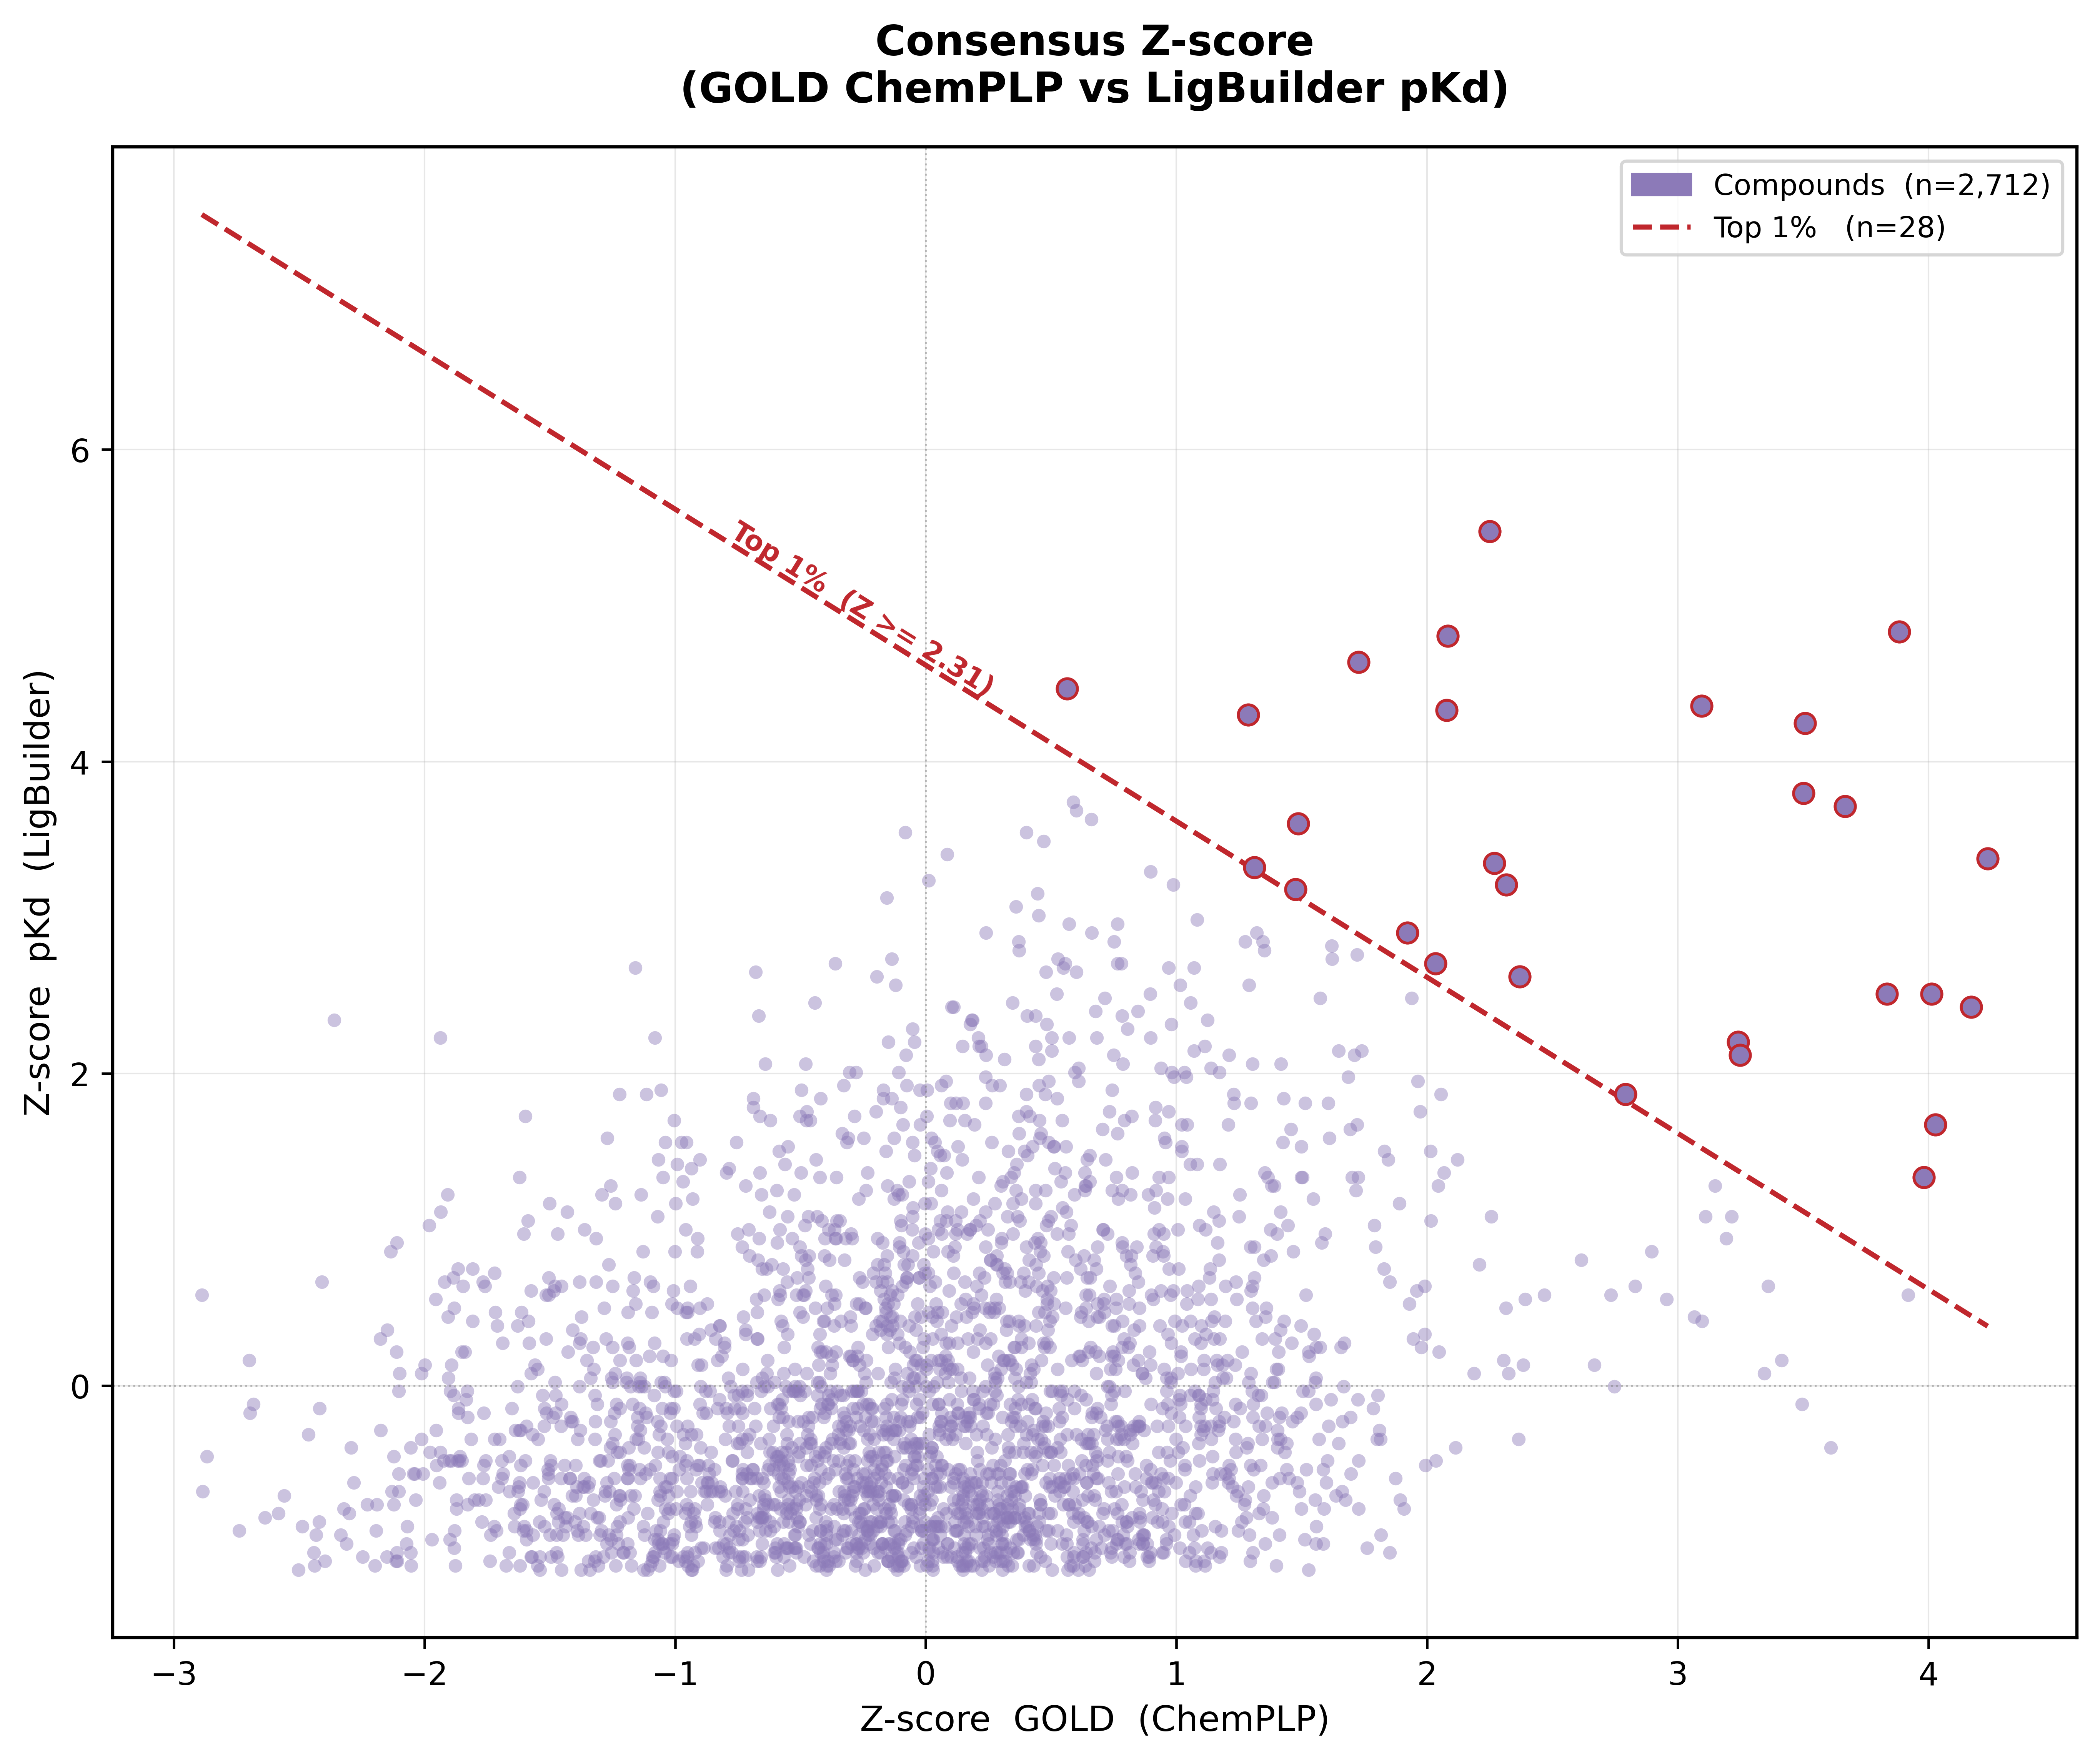 Consensus Z-score
(GOLD ChemPLP vs LigBuilder pKd)
Compounds (n=2,712)
Top 1% (n=28)
Top 1% (Z >= 2.31)
Z-score pKd (LigBuilder)
6
4
2
0
−3 −2 −1 0 1 2 3 4
Z-score GOLD (ChemPLP)